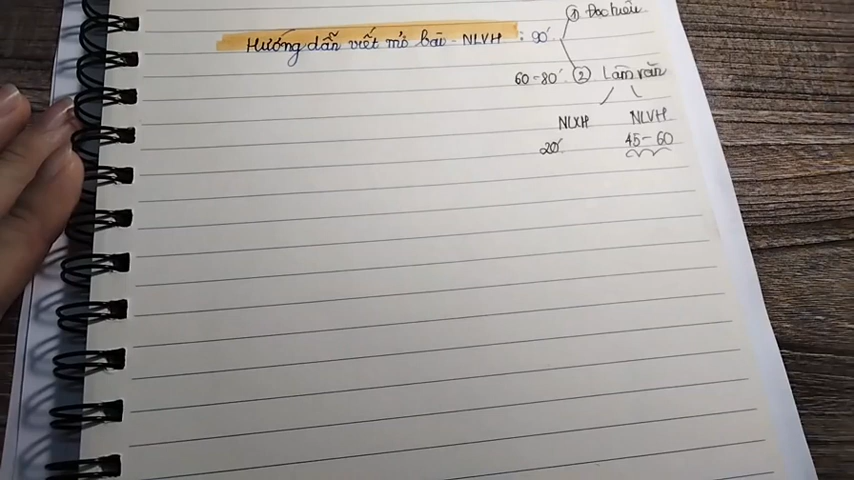 ① Đọc hiểu
Hướng dẫn viết mở bài - NLVH : 90'
60 - 80' ② Làm văn
NLXH NLVH
20' 45 - 60